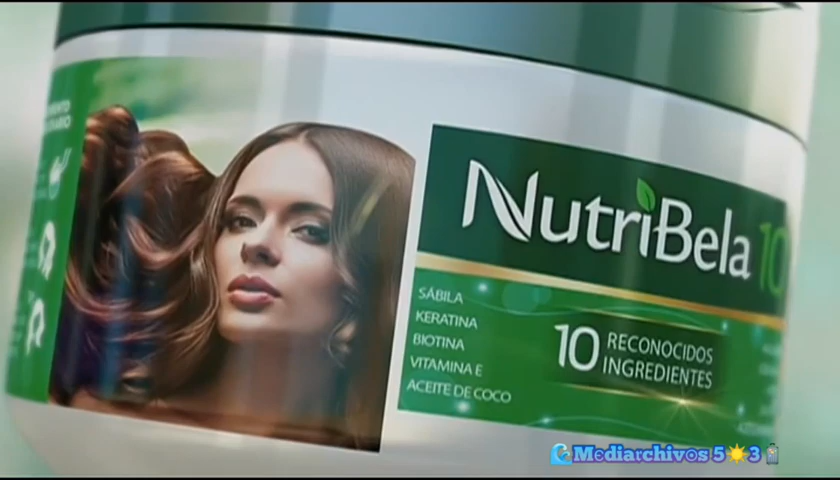 NutriBela 10
SÁBILA
KERATINA
BIOTINA
VITAMINA E
ACEITE DE COCO
10 RECONOCIDOS
INGREDIENTES
Mediarchivos 5☀️3